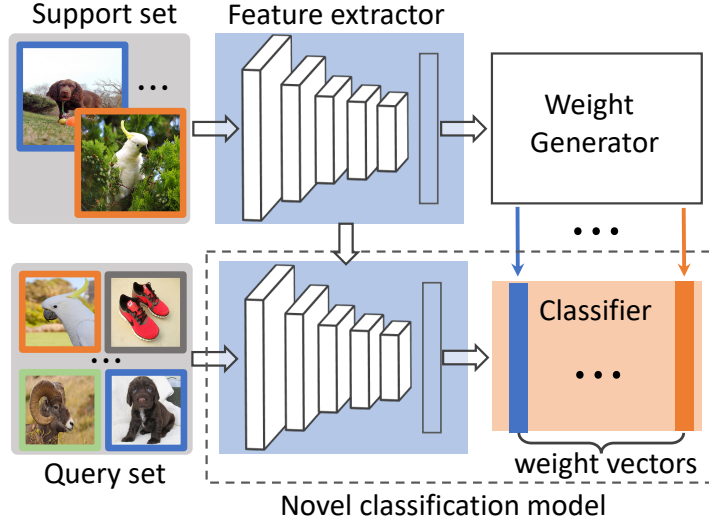 Support set
Feature extractor
Weight
Generator
Classifier
Query set
weight vectors
Novel classification model